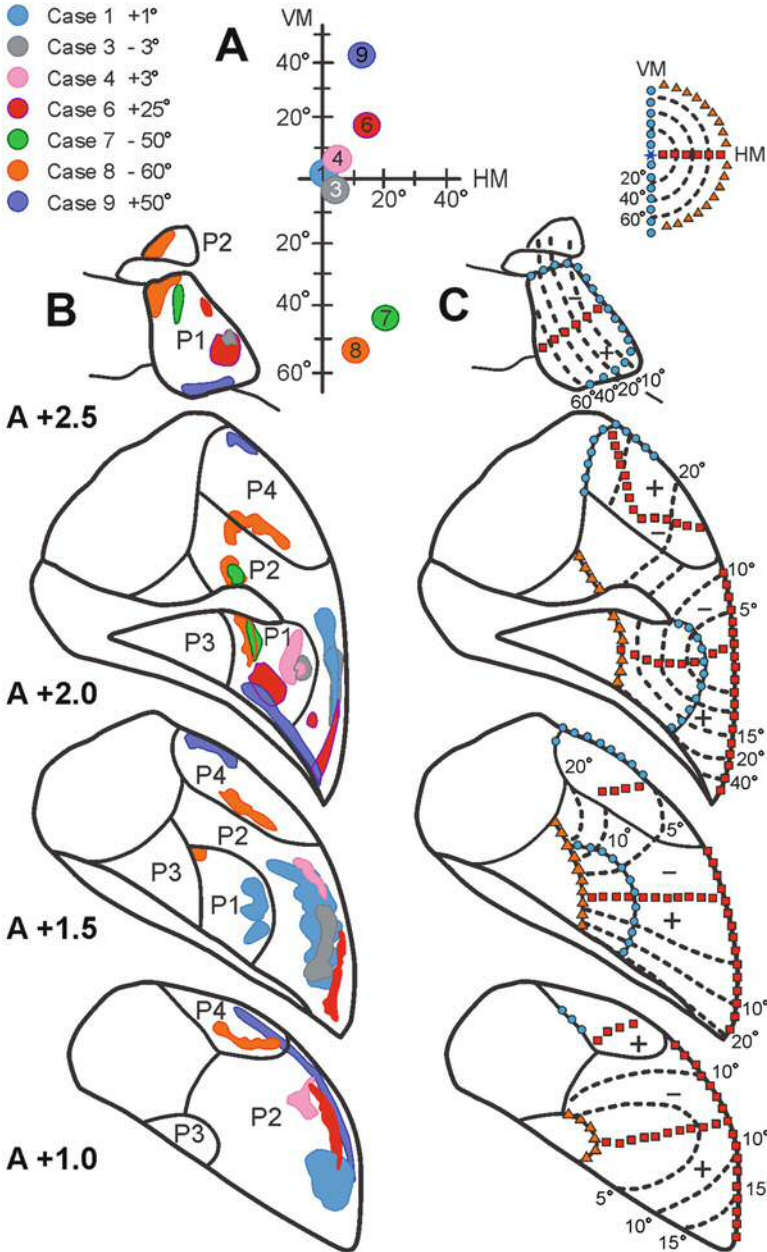 Case 1 +1°
Case 3 - 3°
Case 4 +3°
Case 6 +25°
Case 7 - 50°
Case 8 - 60°
Case 9 +50°
A
VM
40°
20°
HM
20° 40°
20°
40°
60°
9
6
4
1
3
7
8
VM
HM
20°
40°
60°
B
P2
P1
C
−
+
60° 40° 20° 10°
A +2.5
P4
P2
P1
P3
+
−
20°
10°
5°
−
+
15°
20°
40°
A +2.0
P4
P2
P3
P1
20°
10°
5°
−
+
10°
20°
A +1.5
P4
P2
P3
+
10°
−
10°
+
15°
5°
10°
15°
A +1.0